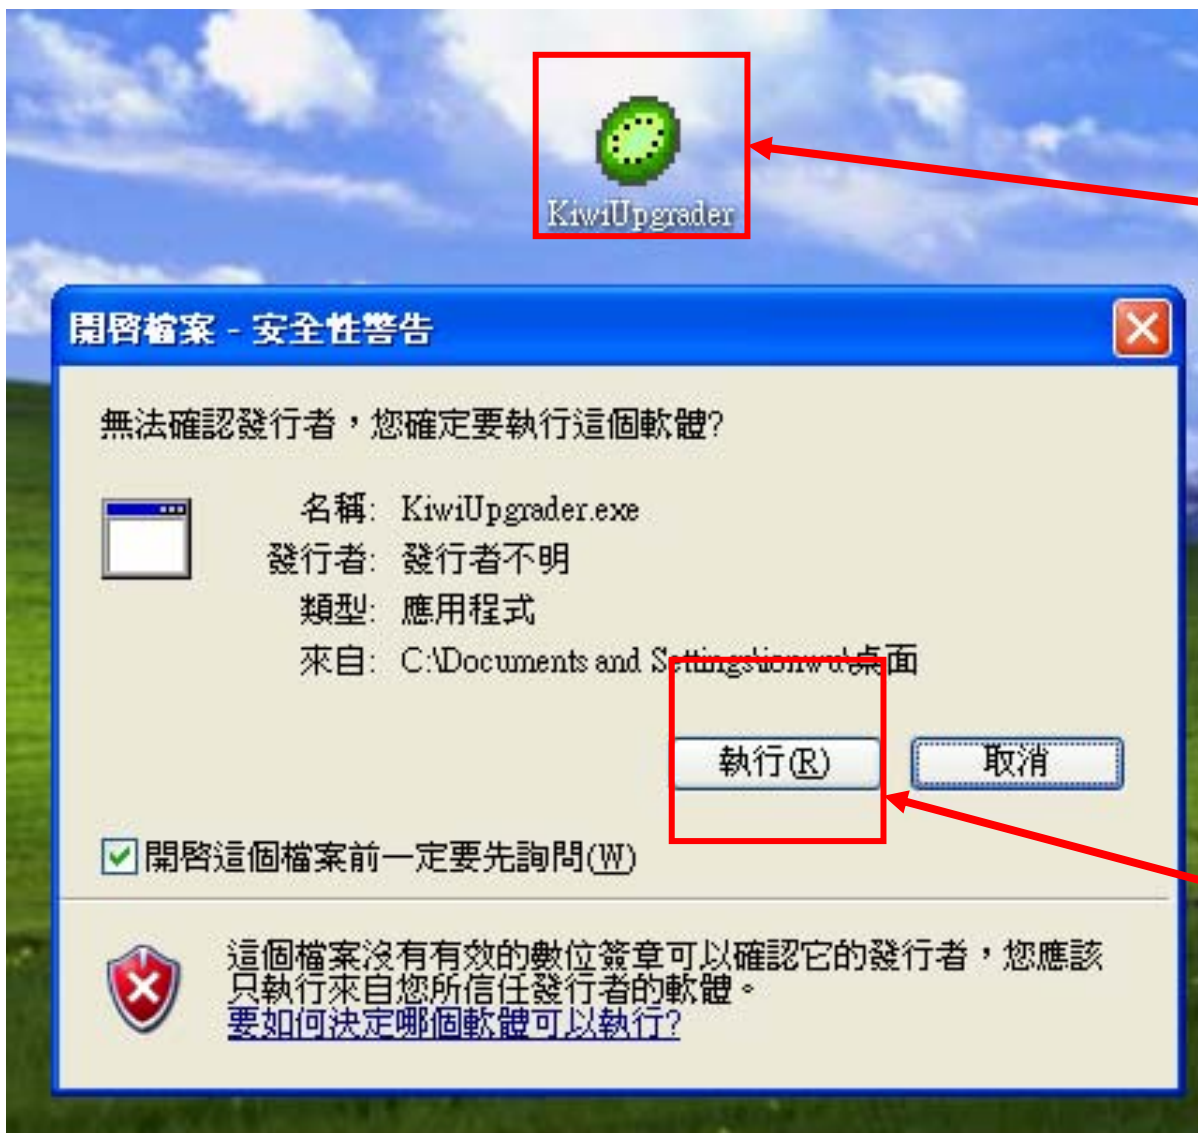 KiwiUpgrader
開啓檔案 - 安全性警告
無法確認發行者，您確定要執行這個軟體?
名稱: KiwiUpgrader.exe
發行者: 發行者不明
類型: 應用程式
來自: C:\Documents and Settings\ionwu\桌面
執行(R) 取消
開啓這個檔案前一定要先詢問(W)
這個檔案沒有有效的數位簽章可以確認它的發行者，您應該
只執行來自您所信任發行者的軟體。
要如何決定哪個軟體可以執行?